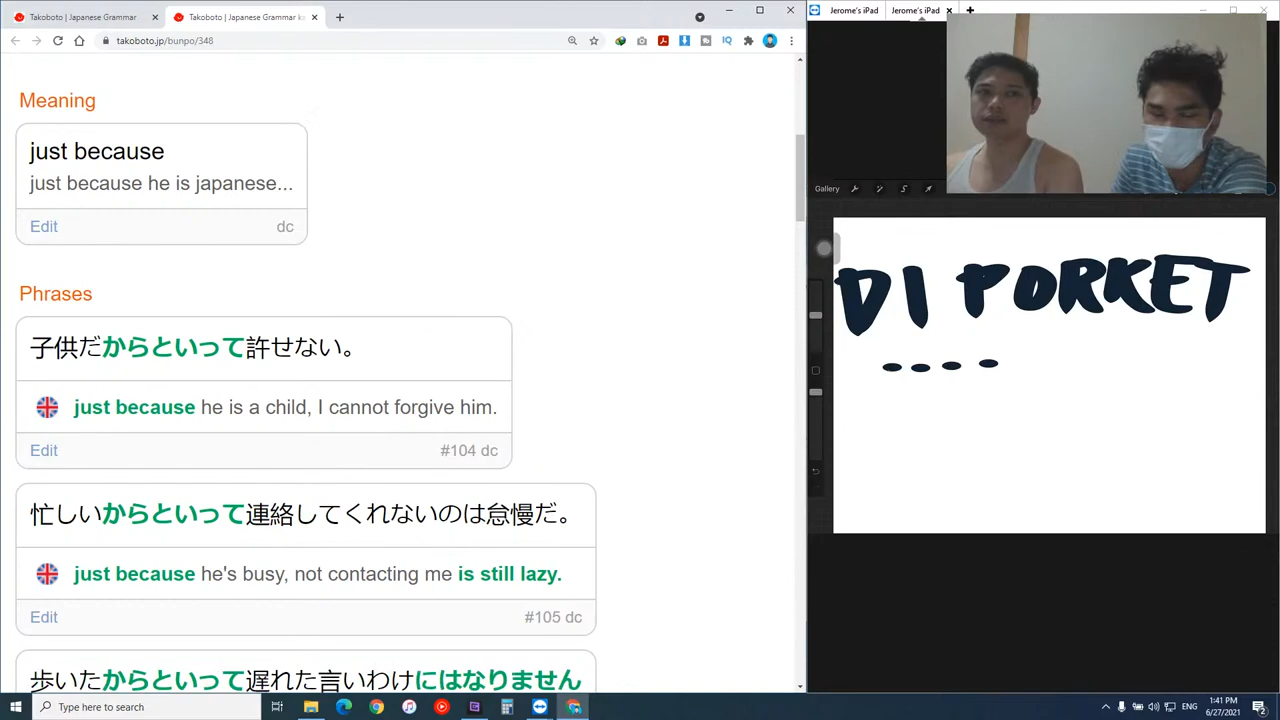 Takoboto | Japanese Grammar
Takoboto | Japanese Grammar ka
takoboto.jp/bunpo/348
Jerome's iPad
Jerome's iPad
Meaning
just because
just because he is japanese...
Edit
dc
Phrases
子供だからといって許せない。
just because he is a child, I cannot forgive him.
Edit
#104 dc
忙しいからといって連絡してくれないのは怠慢だ。
just because he's busy, not contacting me is still lazy.
Edit
#105 dc
歩いたからといって遅れた言いわけにはなりません
Gallery
DI PORKET
....
Type here to search
ENG
1:41 PM
6/27/2021
2